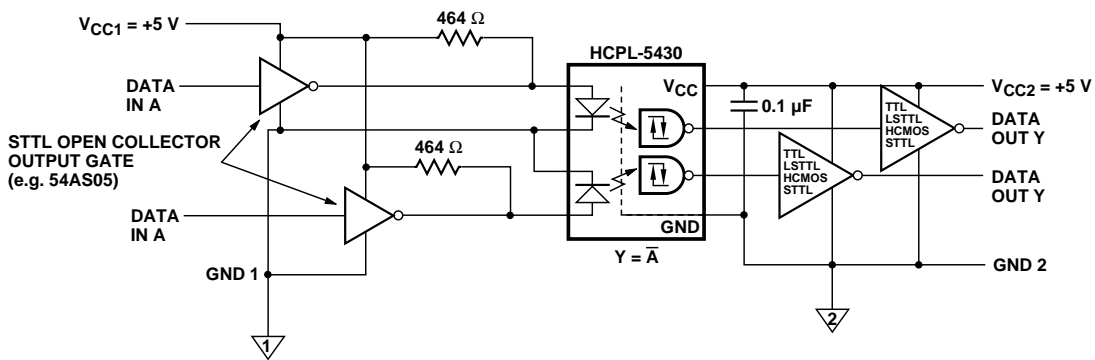 V_CC1 = +5 V
464 Ω
HCPL-5430
V_CC
V_CC2 = +5 V
DATA
IN A
0.1 µF
TTL
LSTTL
HCMOS
STTL
DATA
OUT Y
STTL OPEN COLLECTOR
OUTPUT GATE
(e.g. 54AS05)
464 Ω
TTL
LSTTL
HCMOS
STTL
DATA
OUT Y
DATA
IN A
GND
Y = A̅
GND 1
GND 2
1
2